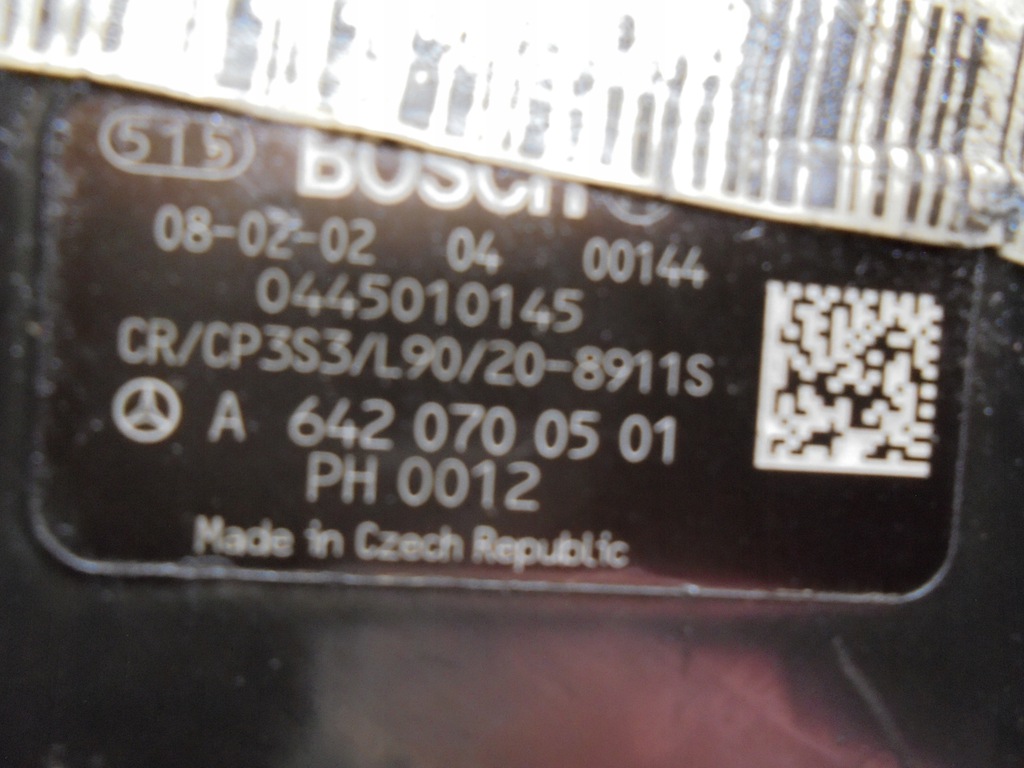 515 BOSCH
08-02-02 04 00144
0445010145
CR/CP3S3/L90/20-8911S
A 642 070 05 01
PH 0012
Made in Czech Republic